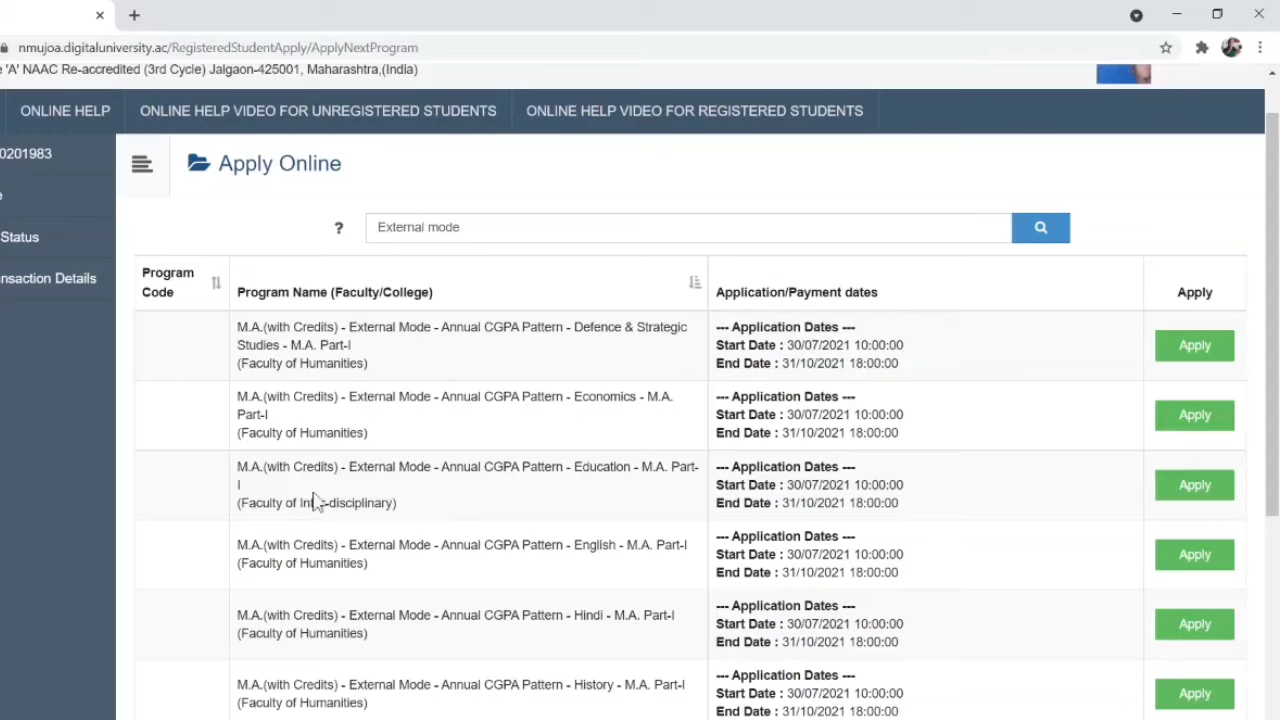 nmujoa.digitaluniversity.ac/RegisteredStudentApply/ApplyNextProgram
'A' NAAC Re-accredited (3rd Cycle) Jalgaon-425001, Maharashtra,(India)
ONLINE HELP
ONLINE HELP VIDEO FOR UNREGISTERED STUDENTS
ONLINE HELP VIDEO FOR REGISTERED STUDENTS
0201983
Status
nsaction Details
Apply Online
? External mode
Program Code
Program Name (Faculty/College)
Application/Payment dates
Apply
M.A.(with Credits) - External Mode - Annual CGPA Pattern - Defence & Strategic
Studies - M.A. Part-I
(Faculty of Humanities)
--- Application Dates ---
Start Date : 30/07/2021 10:00:00
End Date : 31/10/2021 18:00:00
Apply
M.A.(with Credits) - External Mode - Annual CGPA Pattern - Economics - M.A.
Part-I
(Faculty of Humanities)
--- Application Dates ---
Start Date : 30/07/2021 10:00:00
End Date : 31/10/2021 18:00:00
Apply
M.A.(with Credits) - External Mode - Annual CGPA Pattern - Education - M.A. Part-
I
(Faculty of Inter-disciplinary)
--- Application Dates ---
Start Date : 30/07/2021 10:00:00
End Date : 31/10/2021 18:00:00
Apply
M.A.(with Credits) - External Mode - Annual CGPA Pattern - English - M.A. Part-I
(Faculty of Humanities)
--- Application Dates ---
Start Date : 30/07/2021 10:00:00
End Date : 31/10/2021 18:00:00
Apply
M.A.(with Credits) - External Mode - Annual CGPA Pattern - Hindi - M.A. Part-I
(Faculty of Humanities)
--- Application Dates ---
Start Date : 30/07/2021 10:00:00
End Date : 31/10/2021 18:00:00
Apply
M.A.(with Credits) - External Mode - Annual CGPA Pattern - History - M.A. Part-I
(Faculty of Humanities)
--- Application Dates ---
Start Date : 30/07/2021 10:00:00
End Date : 31/10/2021 18:00:00
Apply